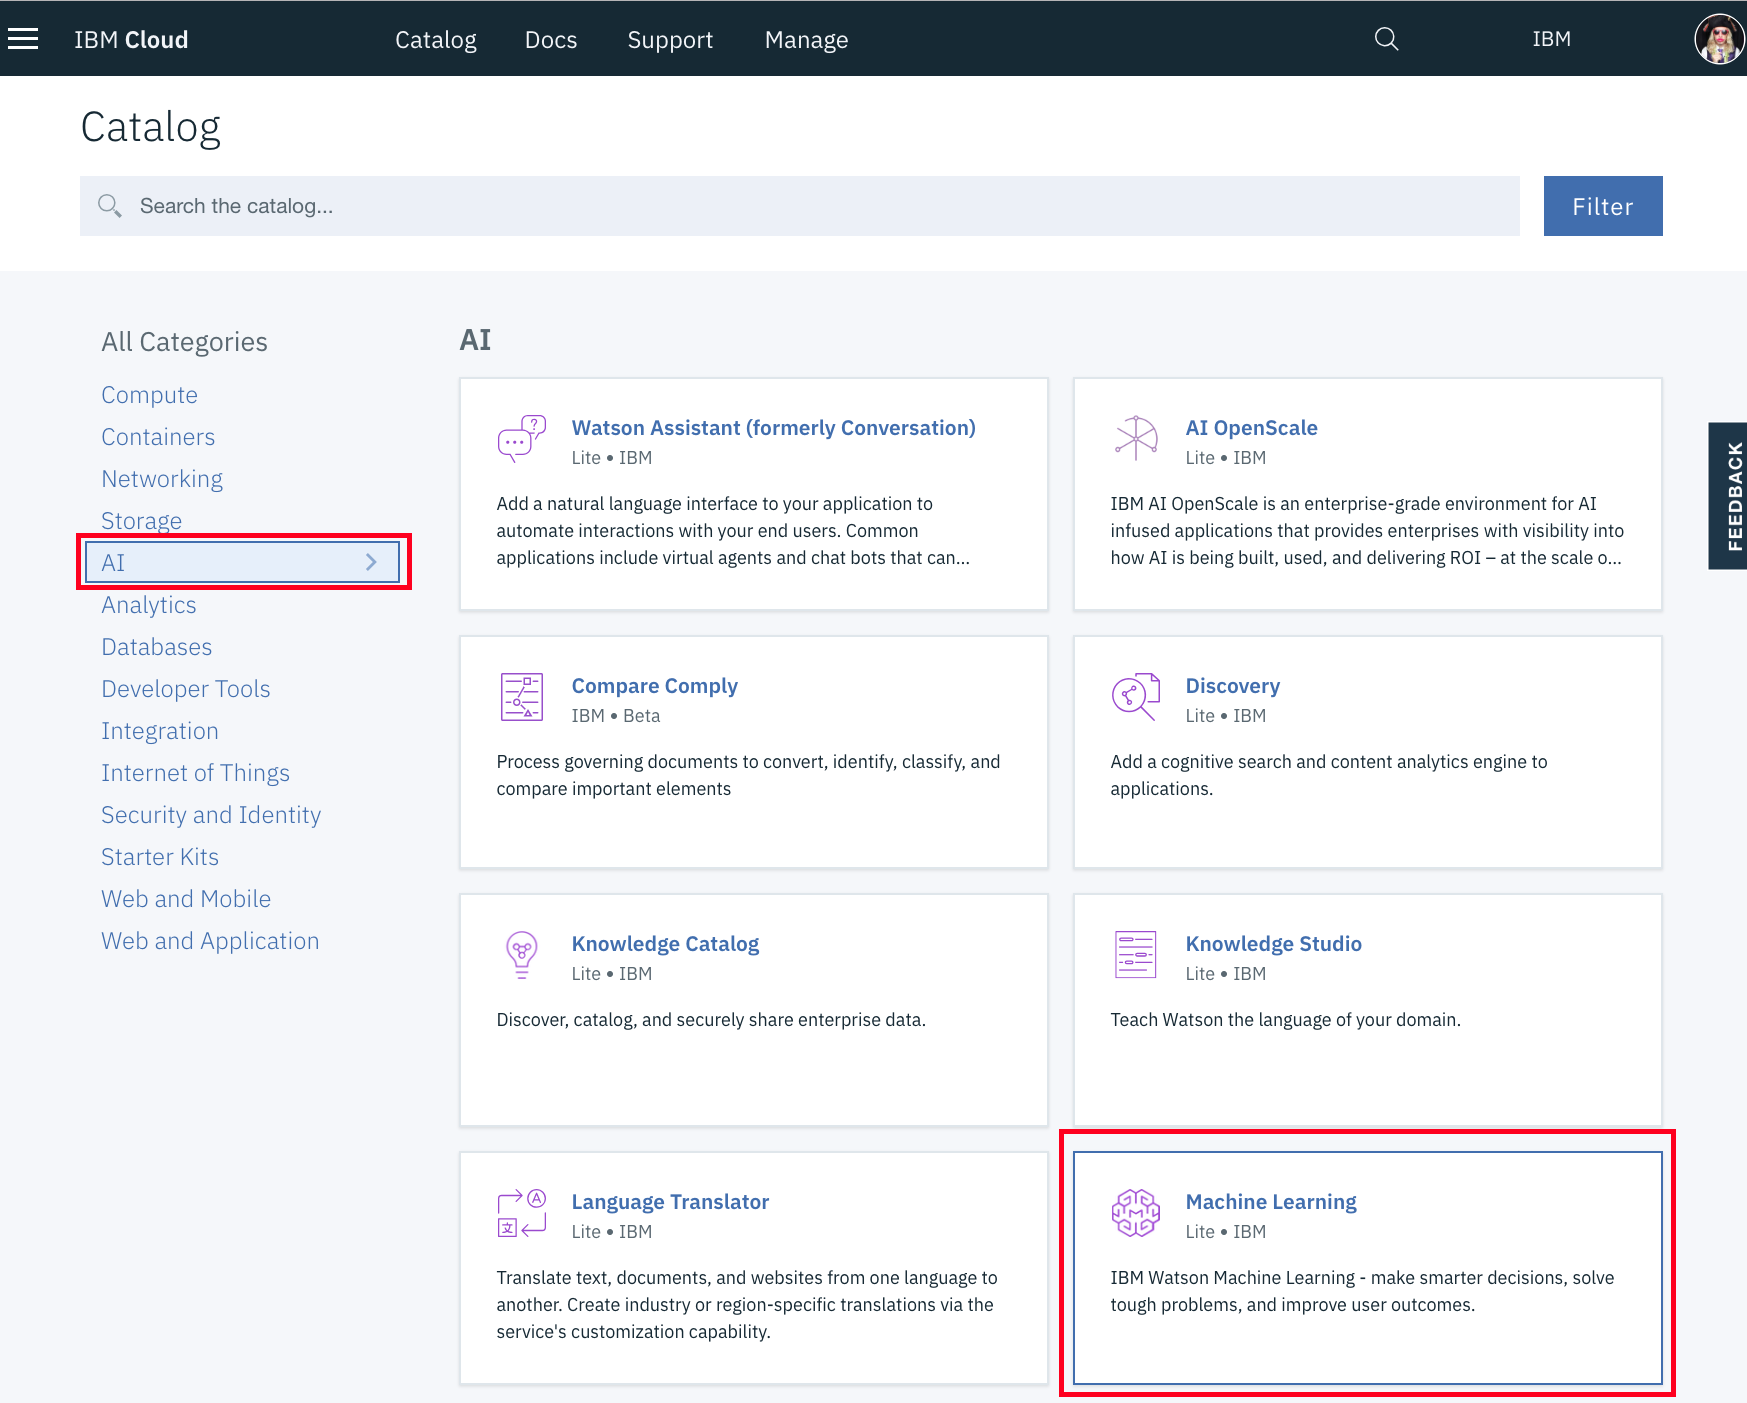 IBM Cloud
Catalog
Docs
Support
Manage
IBM
Catalog
Search the catalog...
Filter
All Categories
Compute
Containers
Networking
Storage
AI
Analytics
Databases
Developer Tools
Integration
Internet of Things
Security and Identity
Starter Kits
Web and Mobile
Web and Application
AI
Watson Assistant (formerly Conversation)
Lite • IBM
Add a natural language interface to your application to
automate interactions with your end users. Common
applications include virtual agents and chat bots that can...
AI OpenScale
Lite • IBM
IBM AI OpenScale is an enterprise-grade environment for AI
infused applications that provides enterprises with visibility into
how AI is being built, used, and delivering ROI – at the scale o...
Compare Comply
IBM • Beta
Process governing documents to convert, identify, classify, and
compare important elements
Discovery
Lite • IBM
Add a cognitive search and content analytics engine to
applications.
Knowledge Catalog
Lite • IBM
Discover, catalog, and securely share enterprise data.
Knowledge Studio
Lite • IBM
Teach Watson the language of your domain.
A
文
Language Translator
Lite • IBM
Translate text, documents, and websites from one language to
another. Create industry or region-specific translations via the
service's customization capability.
Machine Learning
Lite • IBM
IBM Watson Machine Learning - make smarter decisions, solve
tough problems, and improve user outcomes.
FEEDBACK